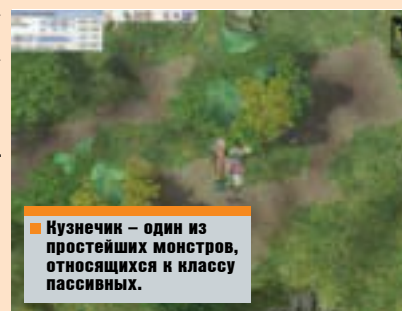 Кузнечик – один из
простейших монстров,
относящихся к классу
пассивных.